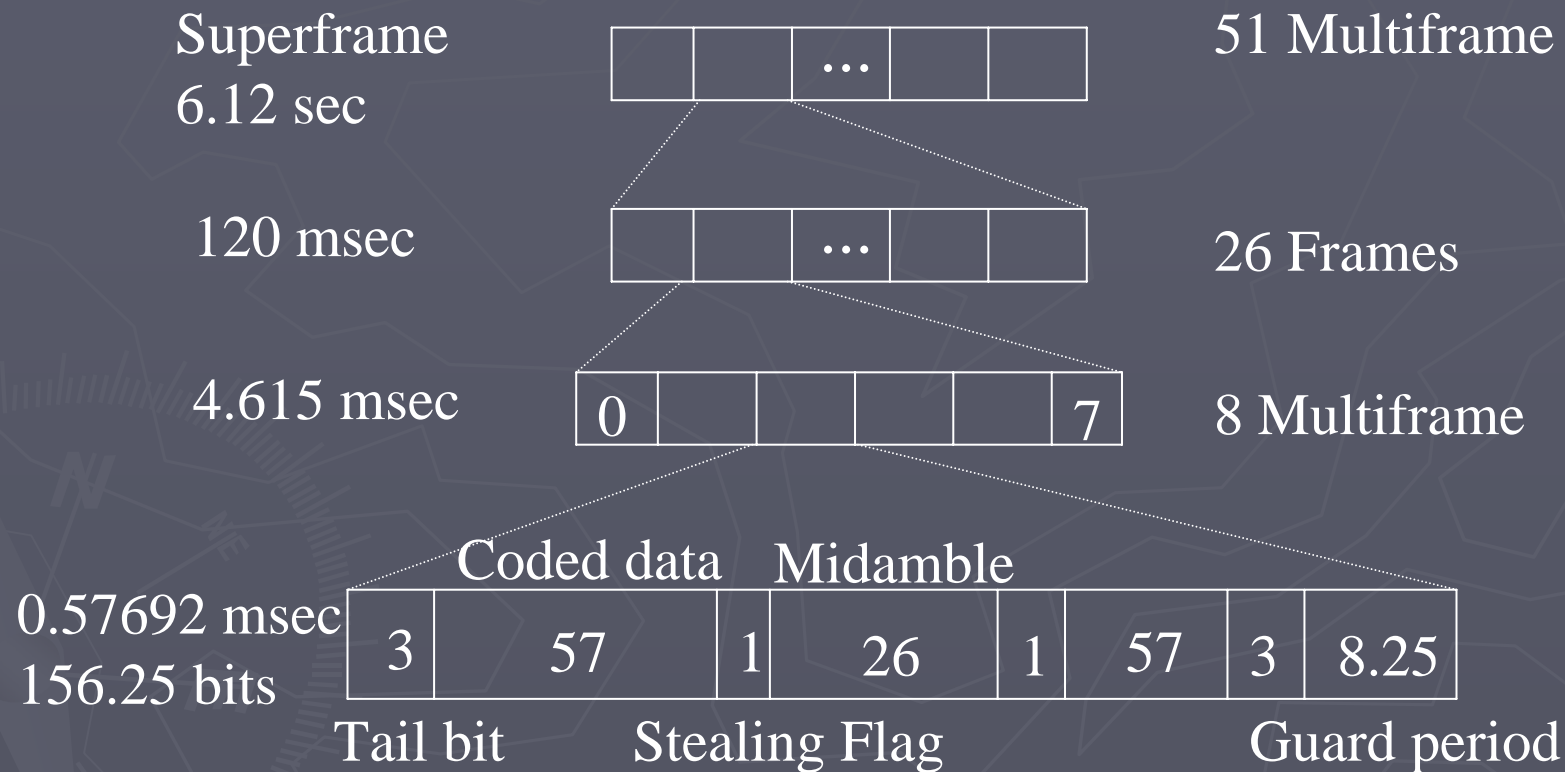 Superframe
6.12 sec
...
51 Multiframe
120 msec
...
26 Frames
4.615 msec
0 7
8 Multiframe
Coded data Midamble
0.57692 msec
156.25 bits
3 57 1 26 1 57 3 8.25
Tail bit Stealing Flag Guard period
N
NE